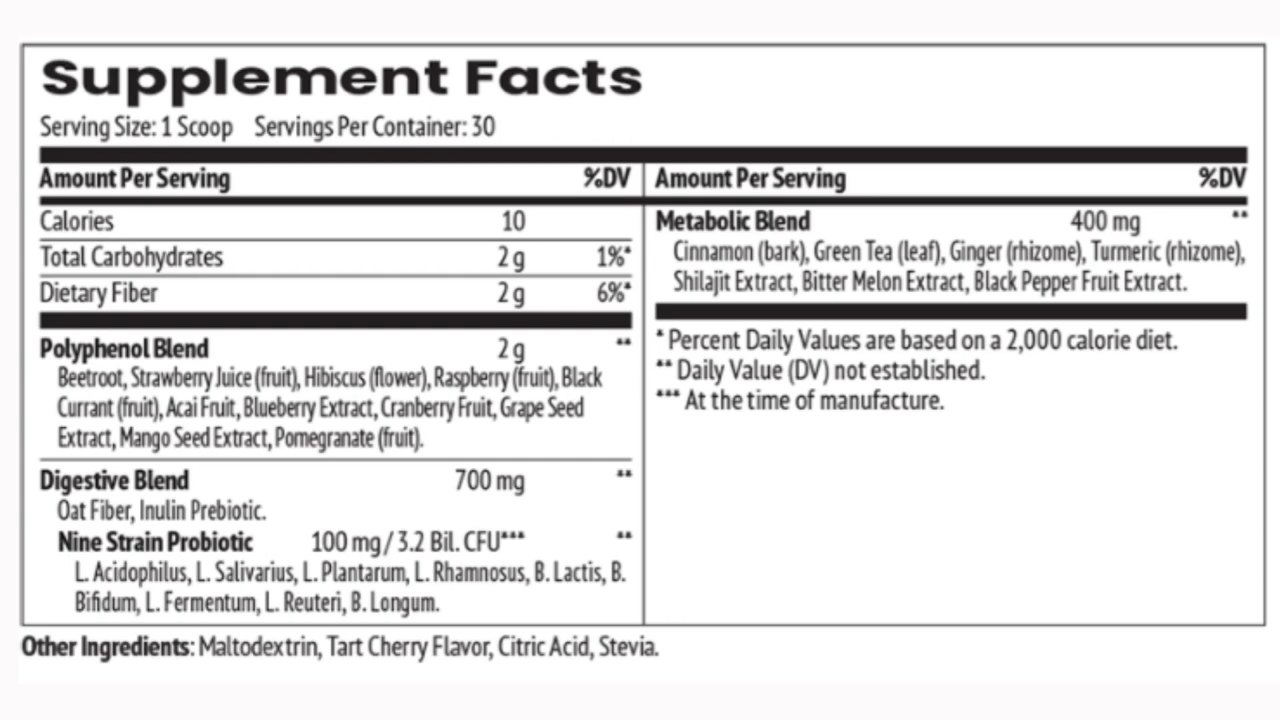 Supplement Facts
Serving Size: 1 Scoop Servings Per Container: 30
Amount Per Serving %DV
Calories 10
Total Carbohydrates 2 g 1%*
Dietary Fiber 2 g 6%*
Polyphenol Blend 2 g **
Beetroot, Strawberry Juice (fruit), Hibiscus (flower), Raspberry (fruit), Black
Currant (fruit), Acai Fruit, Blueberry Extract, Cranberry Fruit, Grape Seed
Extract, Mango Seed Extract, Pomegranate (fruit).
Digestive Blend 700 mg **
Oat Fiber, Inulin Prebiotic.
Nine Strain Probiotic 100 mg / 3.2 Bil. CFU*** **
L. Acidophilus, L. Salivarius, L. Plantarum, L. Rhamnosus, B. Lactis, B.
Bifidum, L. Fermentum, L. Reuteri, B. Longum.
Amount Per Serving %DV
Metabolic Blend 400 mg **
Cinnamon (bark), Green Tea (leaf), Ginger (rhizome), Turmeric (rhizome),
Shilajit Extract, Bitter Melon Extract, Black Pepper Fruit Extract.
* Percent Daily Values are based on a 2,000 calorie diet.
** Daily Value (DV) not established.
*** At the time of manufacture.
Other Ingredients: Maltodextrin, Tart Cherry Flavor, Citric Acid, Stevia.